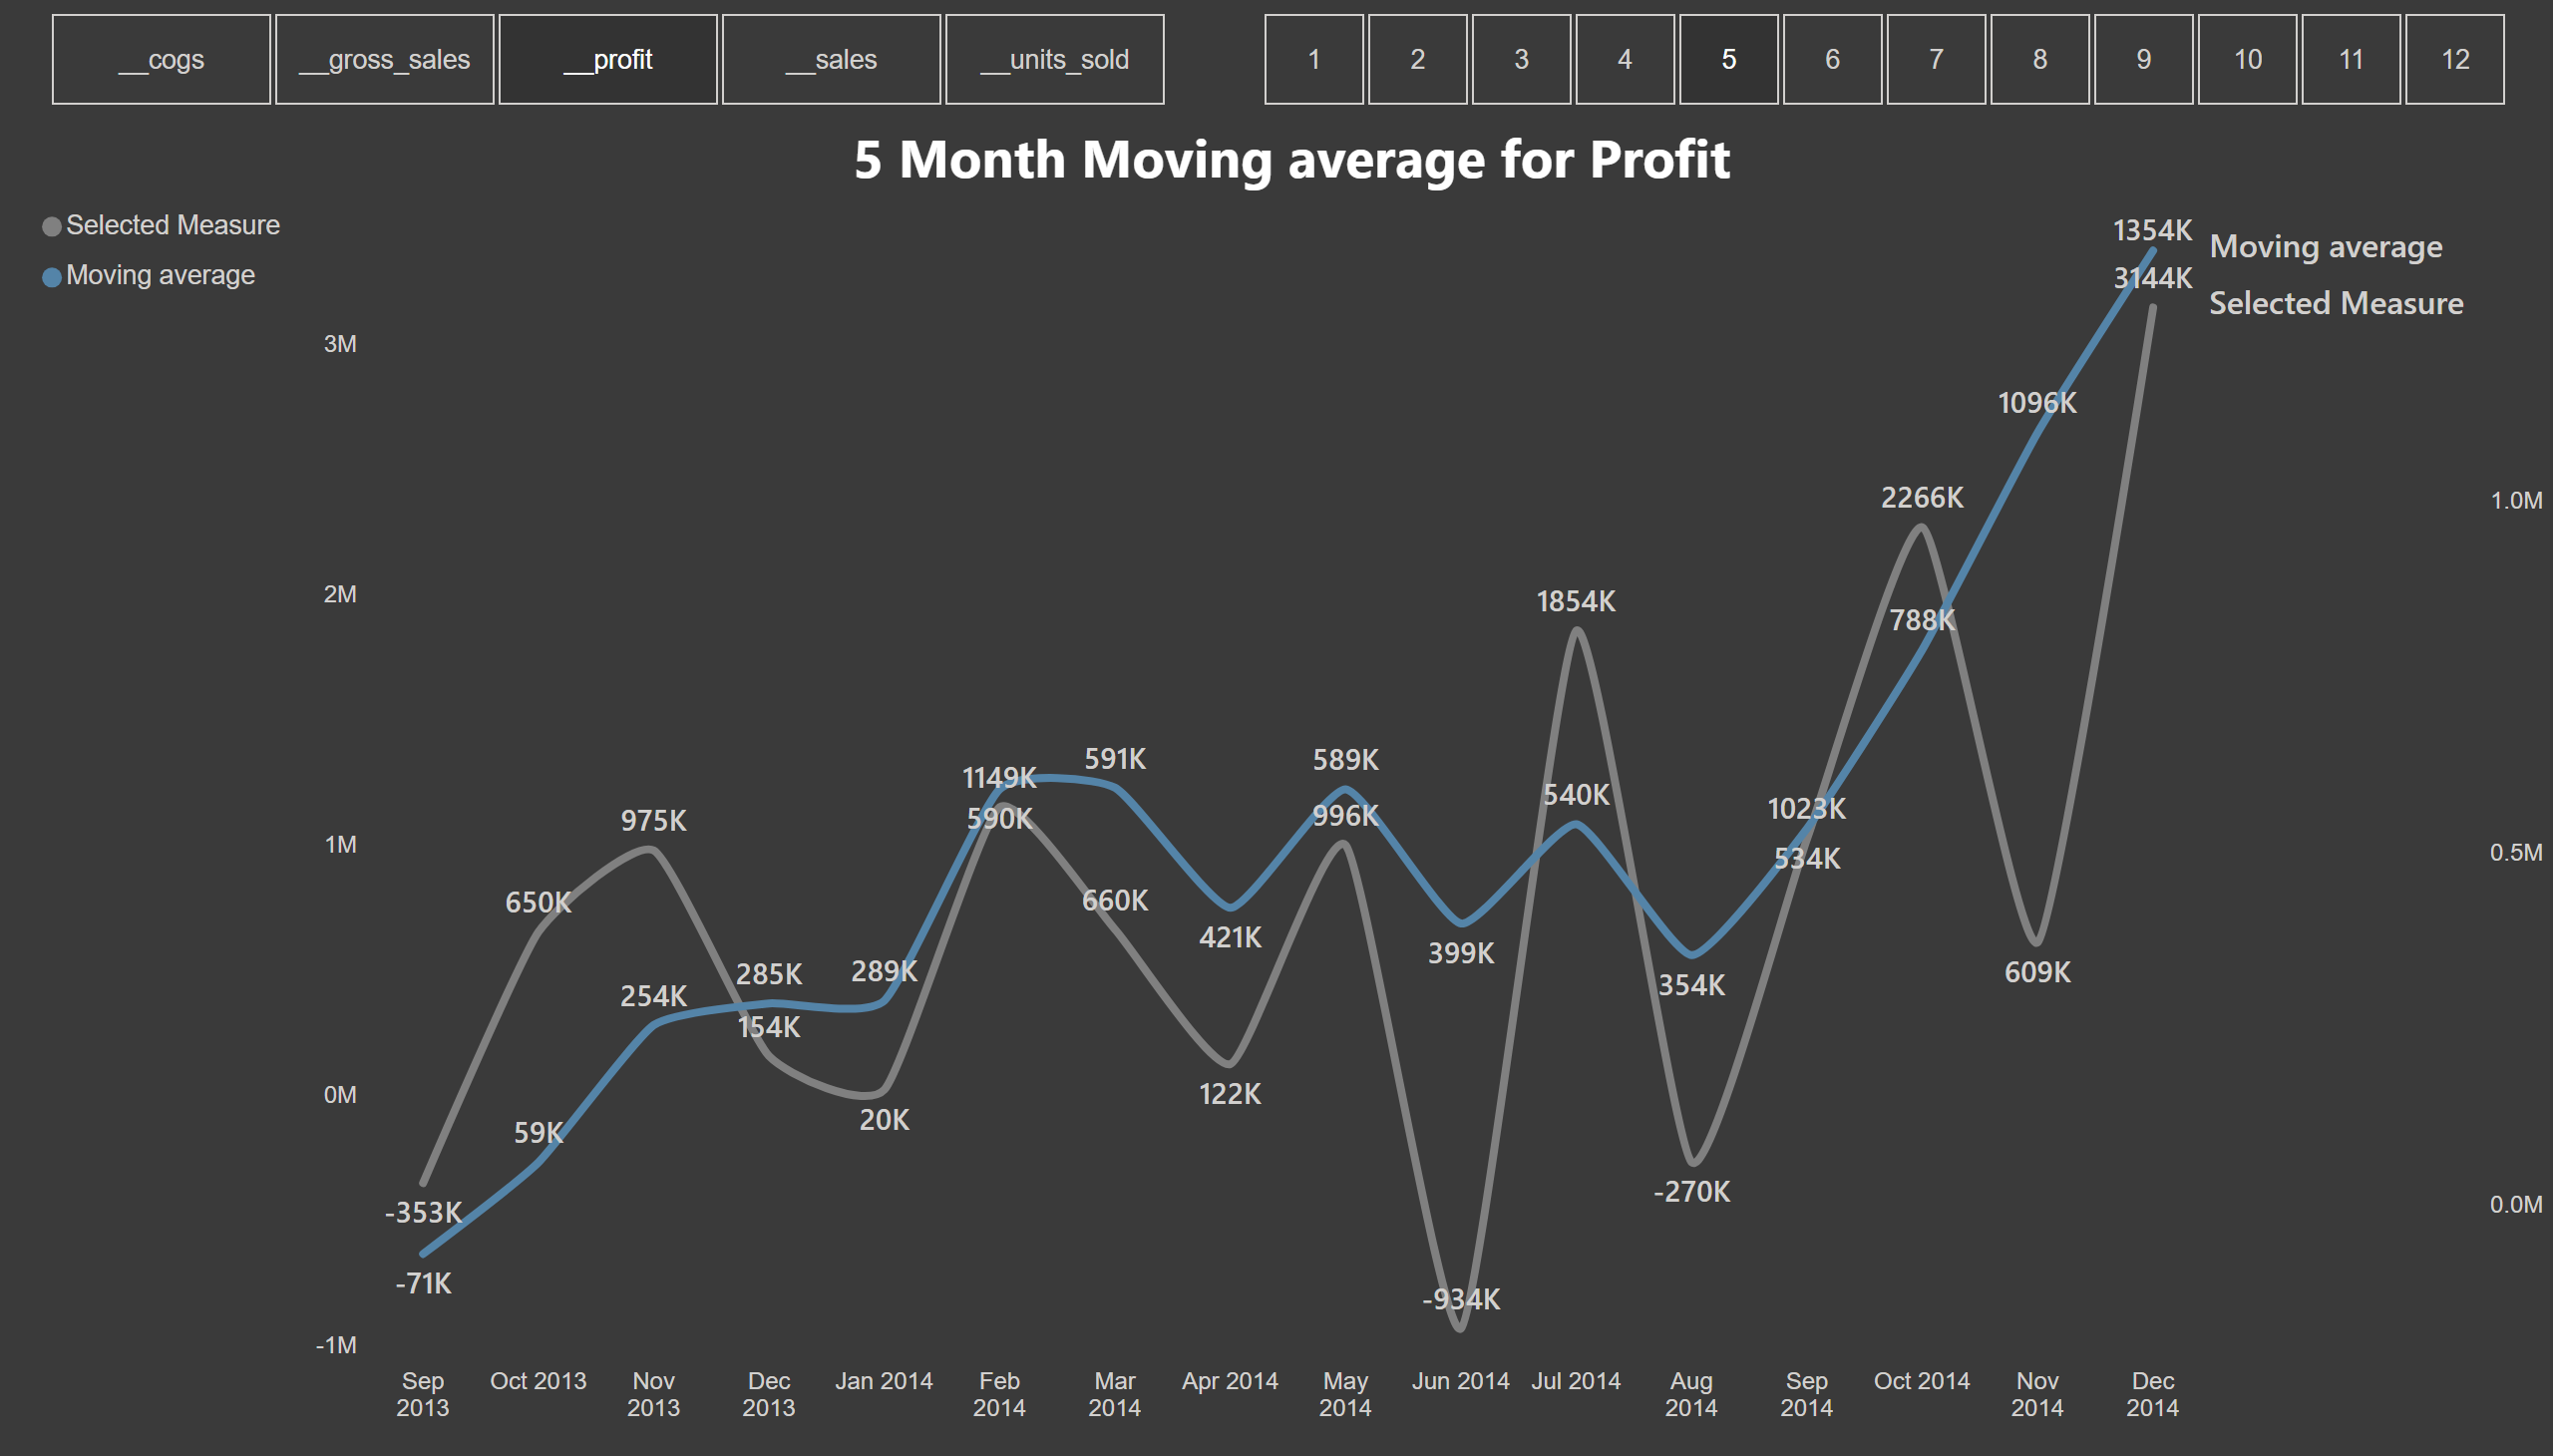 __cogs
__gross_sales
__profit
__sales
__units_sold
1
2
3
4
5
6
7
8
9
10
11
12
5 Month Moving average for Profit
Selected Measure
Moving average
1354K
Moving average
3144K
Selected Measure
3M
1096K
2266K
1.0M
2M
1854K
788K
591K
589K
1149K
540K
1023K
996K
590K
975K
1M
0.5M
534K
650K
660K
421K
399K
289K
285K
609K
354K
254K
154K
0M
122K
20K
59K
-270K
0.0M
-353K
-71K
-934K
-1M
Sep
2013
Oct 2013
Nov
2013
Dec
2013
Jan 2014
Feb
2014
Mar
2014
Apr 2014
May
2014
Jun 2014
Jul 2014
Aug
2014
Sep
2014
Oct 2014
Nov
2014
Dec
2014